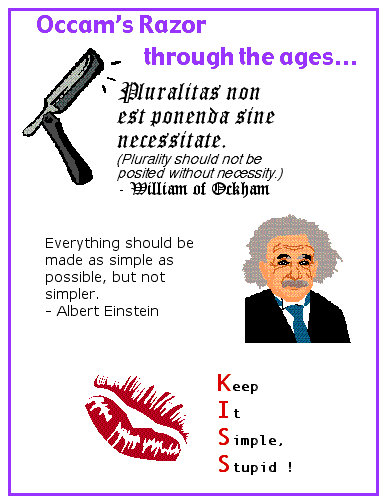 Occam's Razor
through the ages...
Pluralitas non
est ponenda sine
necessitate.
(Plurality should not be
posited without necessity.)
- William of Ockham
Everything should be
made as simple as
possible, but not
simpler.
– Albert Einstein
Keep
It
Simple,
Stupid !